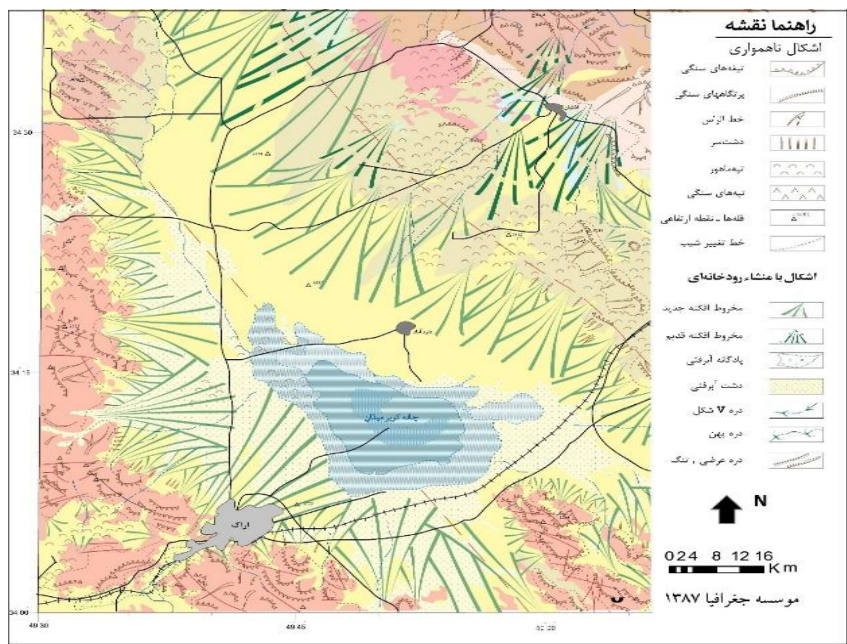 راهنما نقشه
اشکال ناهمواری
تیغه‌های سنگی
پرتگاههای سنگی
خط الرأس
دشت‌سر
تپه‌ماهور
تپه‌های سنگی
قله‌ها - نقطه ارتفاعی
خط تغییر شیب
اشکال با منشاء رودخانه‌ای
مخروط افکنه جدید
مخروط افکنه قدیم
پادگانه آبرفتی
دشت آبرفتی
دره V شکل
دره پهن
دره عرضی , تنگ
N
0 2 4 8 12 16
Km
موسسه جغرافیا ۱۳۸۷
34 30
34 15
34 00
49 30
49 45
اراک